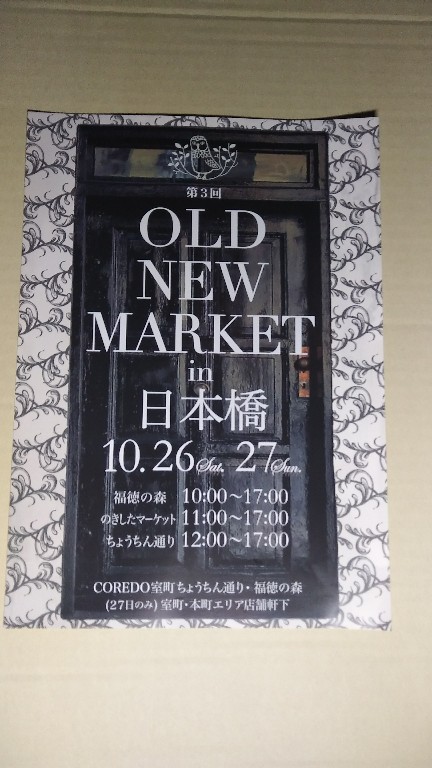 第3回
OLD
NEW
MARKET
in
日本橋
10.26 Sat. 27 Sun.
福徳の森 10:00〜17:00
のきしたマーケット 11:00〜17:00
ちょうちん通り 12:00〜17:00
COREDO室町ちょうちん通り・福徳の森
(27日のみ) 室町・本町エリア店舗軒下